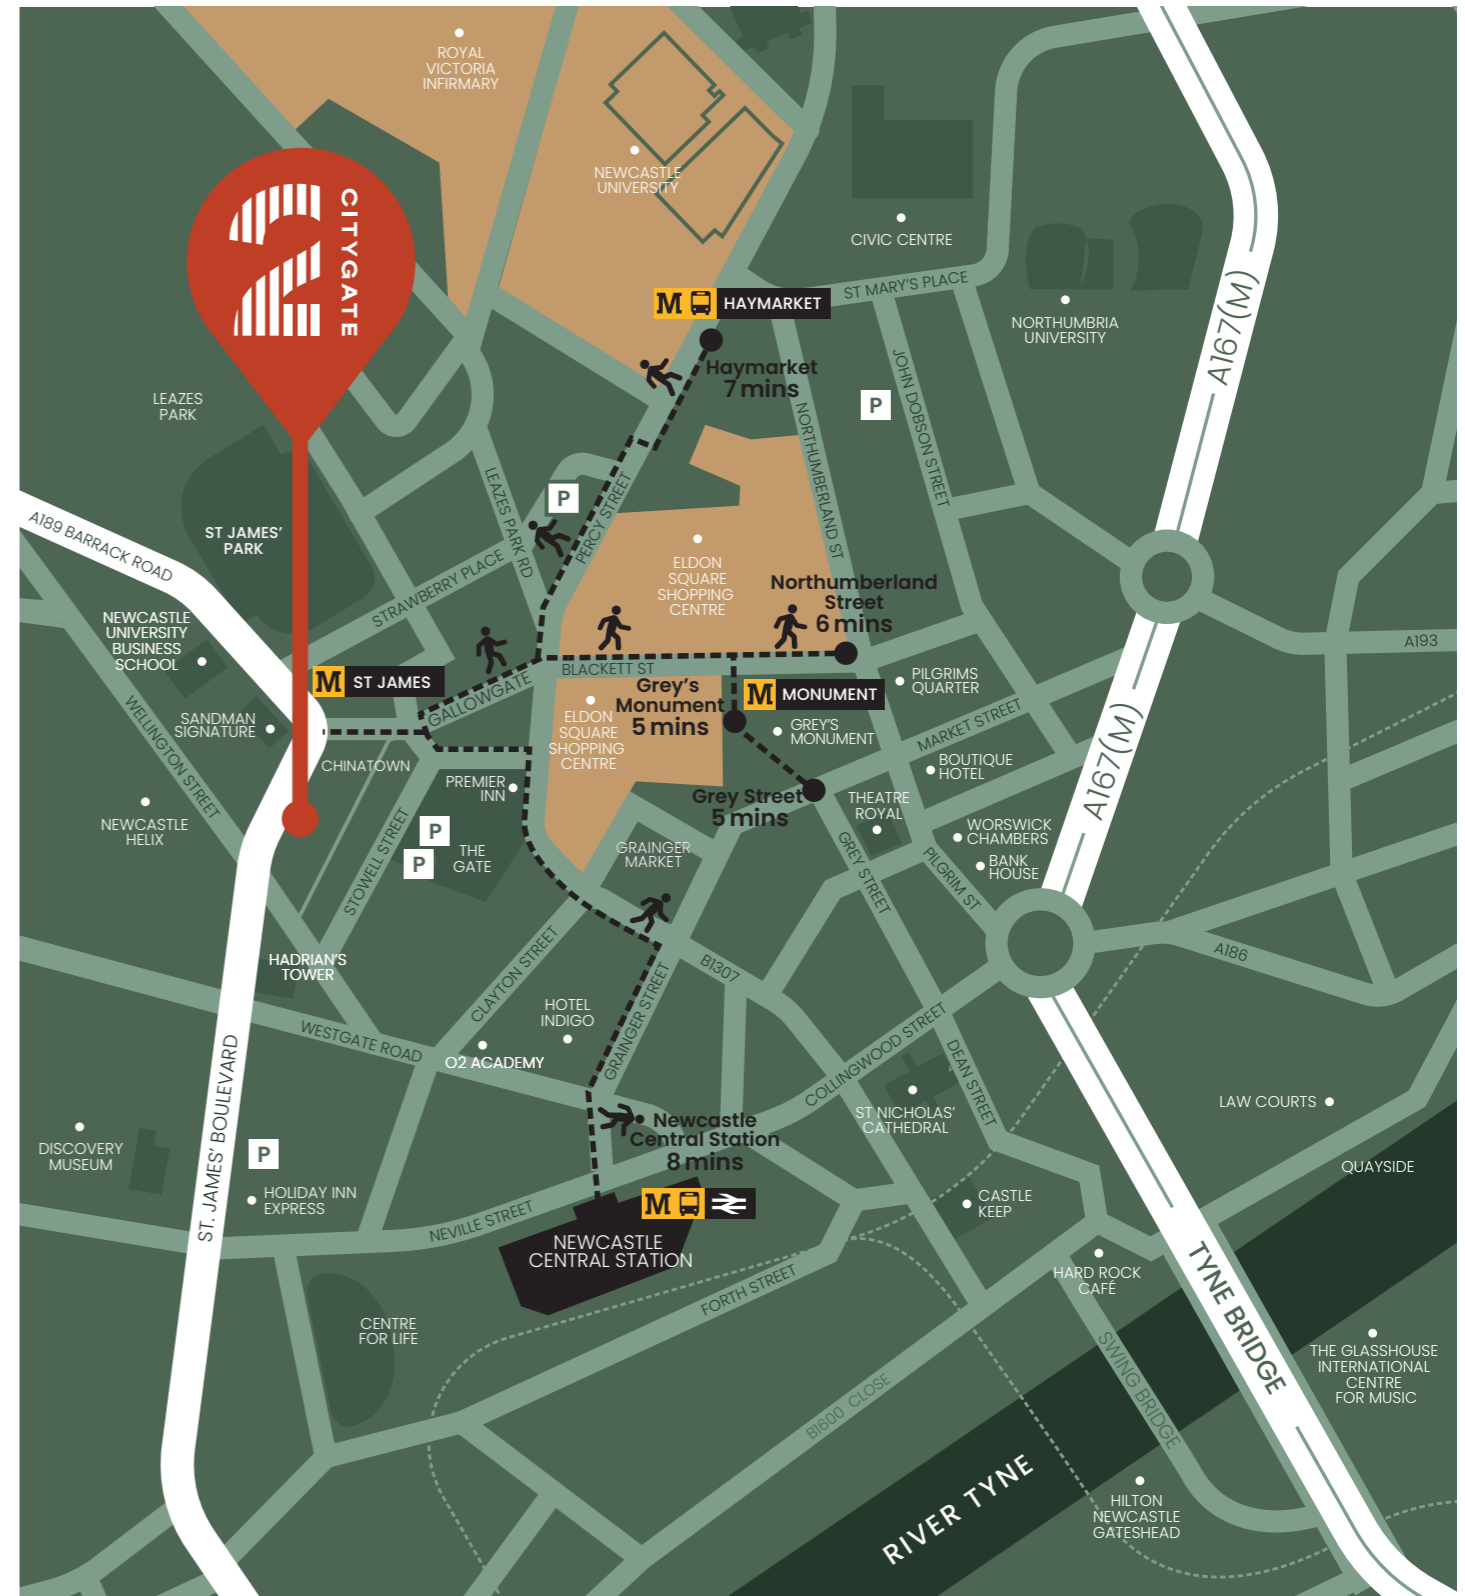 ROYAL
VICTORIA
INFIRMARY
NEWCASTLE
UNIVERSITY
CITYGATE
2
CIVIC CENTRE
ST MARY'S PLACE
A167(M)
M
HAYMARKET
NORTHUMBRIA
UNIVERSITY
Haymarket
7 mins
LEAZES
PARK
P
JOHN DOBSON STREET
NORTHUMBERLAND ST
LEAZES PARK RD
P
PERCY STREET
A189 BARRACK ROAD
ST JAMES'
PARK
STRAWBERRY PLACE
ELDON
SQUARE
SHOPPING
CENTRE
Northumberland
Street
6 mins
NEWCASTLE
UNIVERSITY
BUSINESS
SCHOOL
A193
M
ST JAMES
BLACKETT ST
GALLOWGATE
Grey's
Monument
5 mins
M
MONUMENT
PILGRIMS
QUARTER
WELLINGTON STREET
SANDMAN
SIGNATURE
ELDON
SQUARE
SHOPPING
CENTRE
GREY'S
MONUMENT
MARKET STREET
A167(M)
CHINATOWN
PREMIER
INN
BOUTIQUE
HOTEL
Grey Street
5 mins
THEATRE
ROYAL
NEWCASTLE
HELIX
P
P
THE
GATE
STOWELL STREET
GRAINGER
MARKET
GREY STREET
PILGRIM ST
WORSWICK
CHAMBERS
BANK
HOUSE
HADRIAN'S
TOWER
CLAYTON STREET
B1307
A186
WESTGATE ROAD
HOTEL
INDIGO
O2 ACADEMY
GRAINGER STREET
COLLINGWOOD STREET
DEAN STREET
ST. JAMES' BOULEVARD
ST NICHOLAS'
CATHEDRAL
LAW COURTS
Newcastle
Central Station
8 mins
DISCOVERY
MUSEUM
P
HOLIDAY INN
EXPRESS
QUAYSIDE
M
CASTLE
KEEP
NEVILLE STREET
NEWCASTLE
CENTRAL STATION
FORTH STREET
HARD ROCK
CAFÉ
TYNE BRIDGE
CENTRE
FOR LIFE
SWING BRIDGE
THE GLASSHOUSE
INTERNATIONAL
CENTRE
FOR MUSIC
B1600 CLOSE
RIVER TYNE
HILTON
NEWCASTLE
GATESHEAD